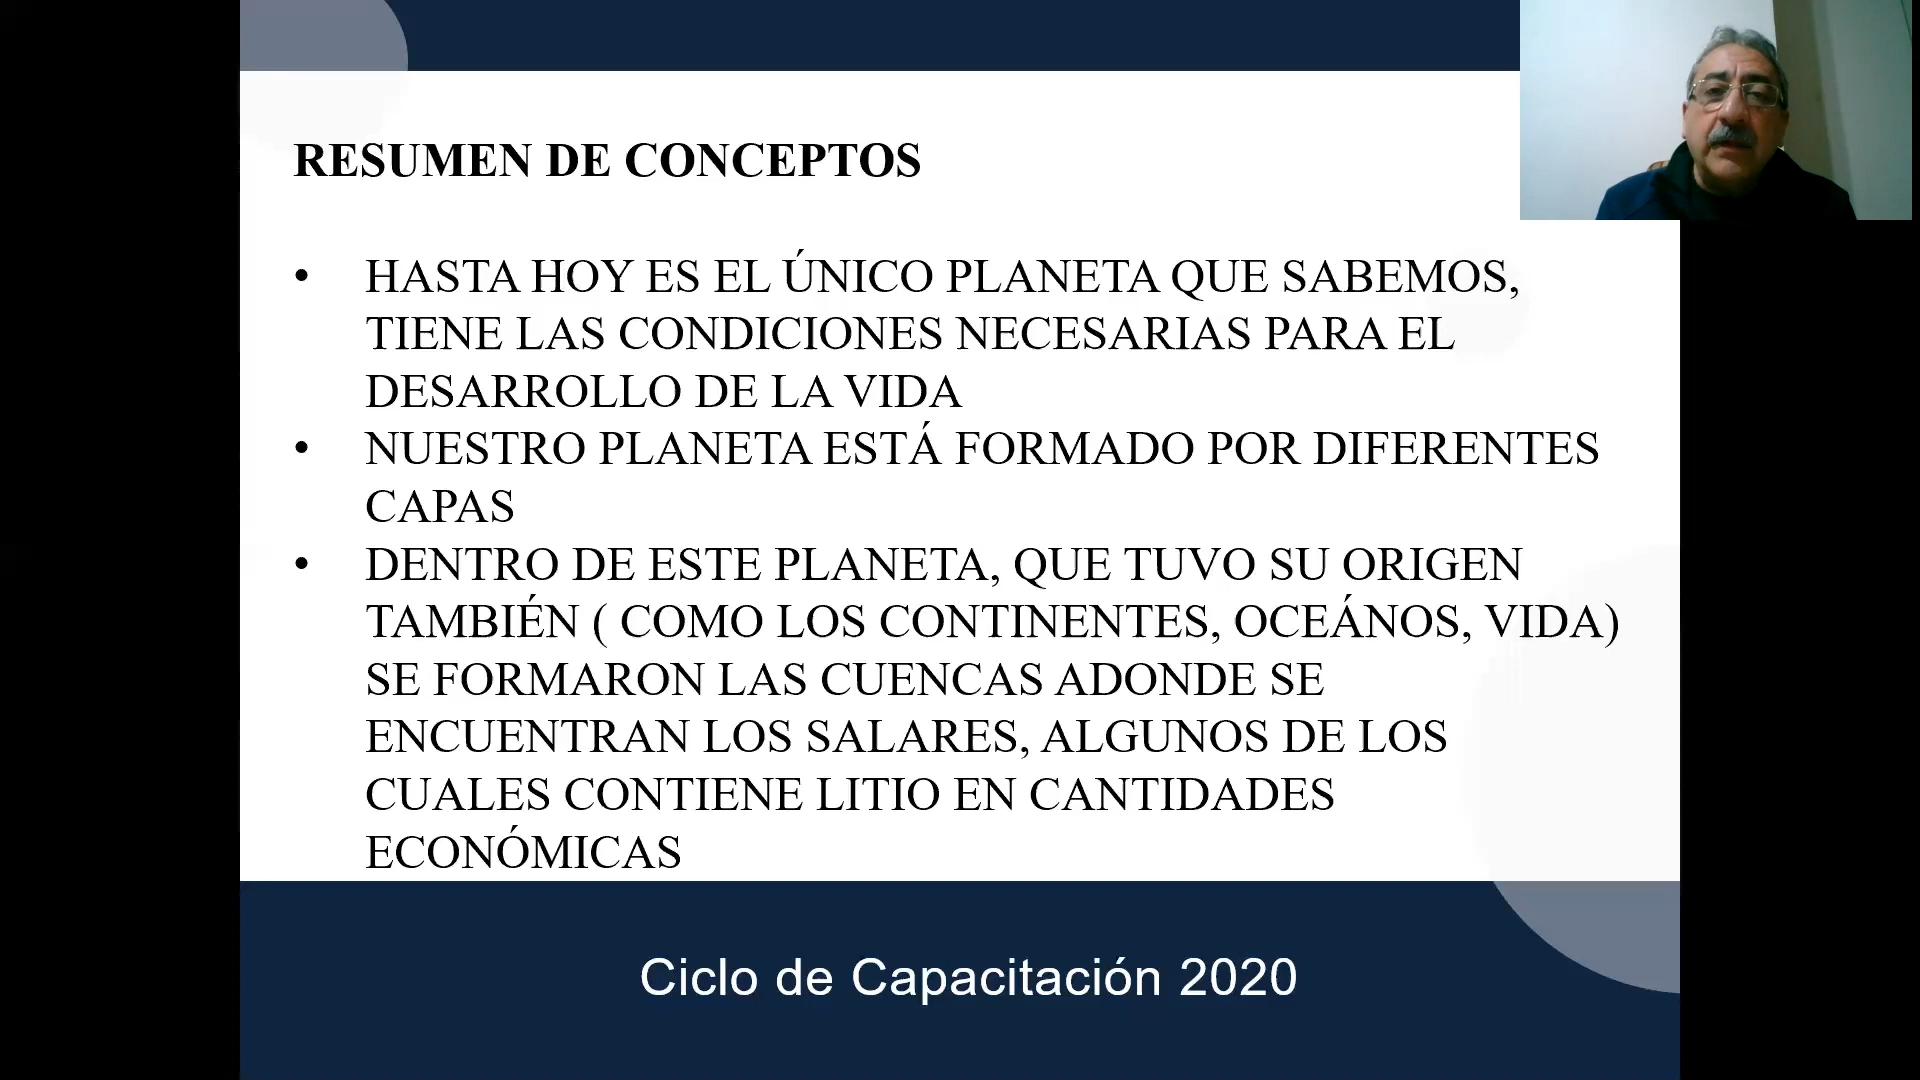 RESUMEN DE CONCEPTOS
• HASTA HOY ES EL ÚNICO PLANETA QUE SABEMOS,
TIENE LAS CONDICIONES NECESARIAS PARA EL
DESARROLLO DE LA VIDA
• NUESTRO PLANETA ESTÁ FORMADO POR DIFERENTES
CAPAS
• DENTRO DE ESTE PLANETA, QUE TUVO SU ORIGEN
TAMBIÉN ( COMO LOS CONTINENTES, OCEÁNOS, VIDA)
SE FORMARON LAS CUENCAS ADONDE SE
ENCUENTRAN LOS SALARES, ALGUNOS DE LOS
CUALES CONTIENE LITIO EN CANTIDADES
ECONÓMICAS
Ciclo de Capacitación 2020